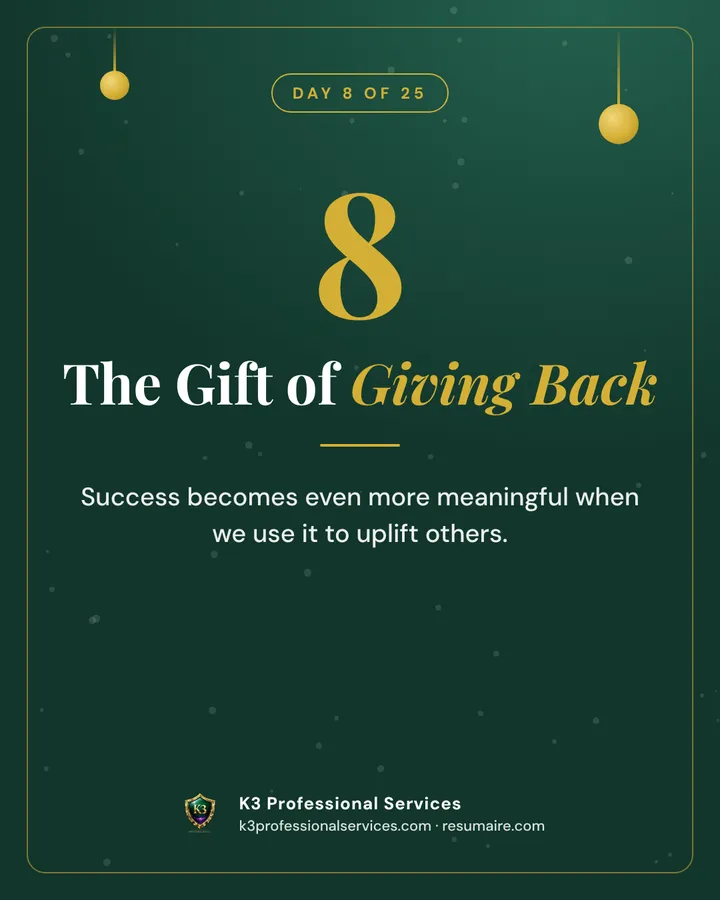 DAY 8 OF 25
8
The Gift of Giving Back
Success becomes even more meaningful when
we use it to uplift others.
K3
K3 Professional Services
k3professionalservices.com · resumaire.com